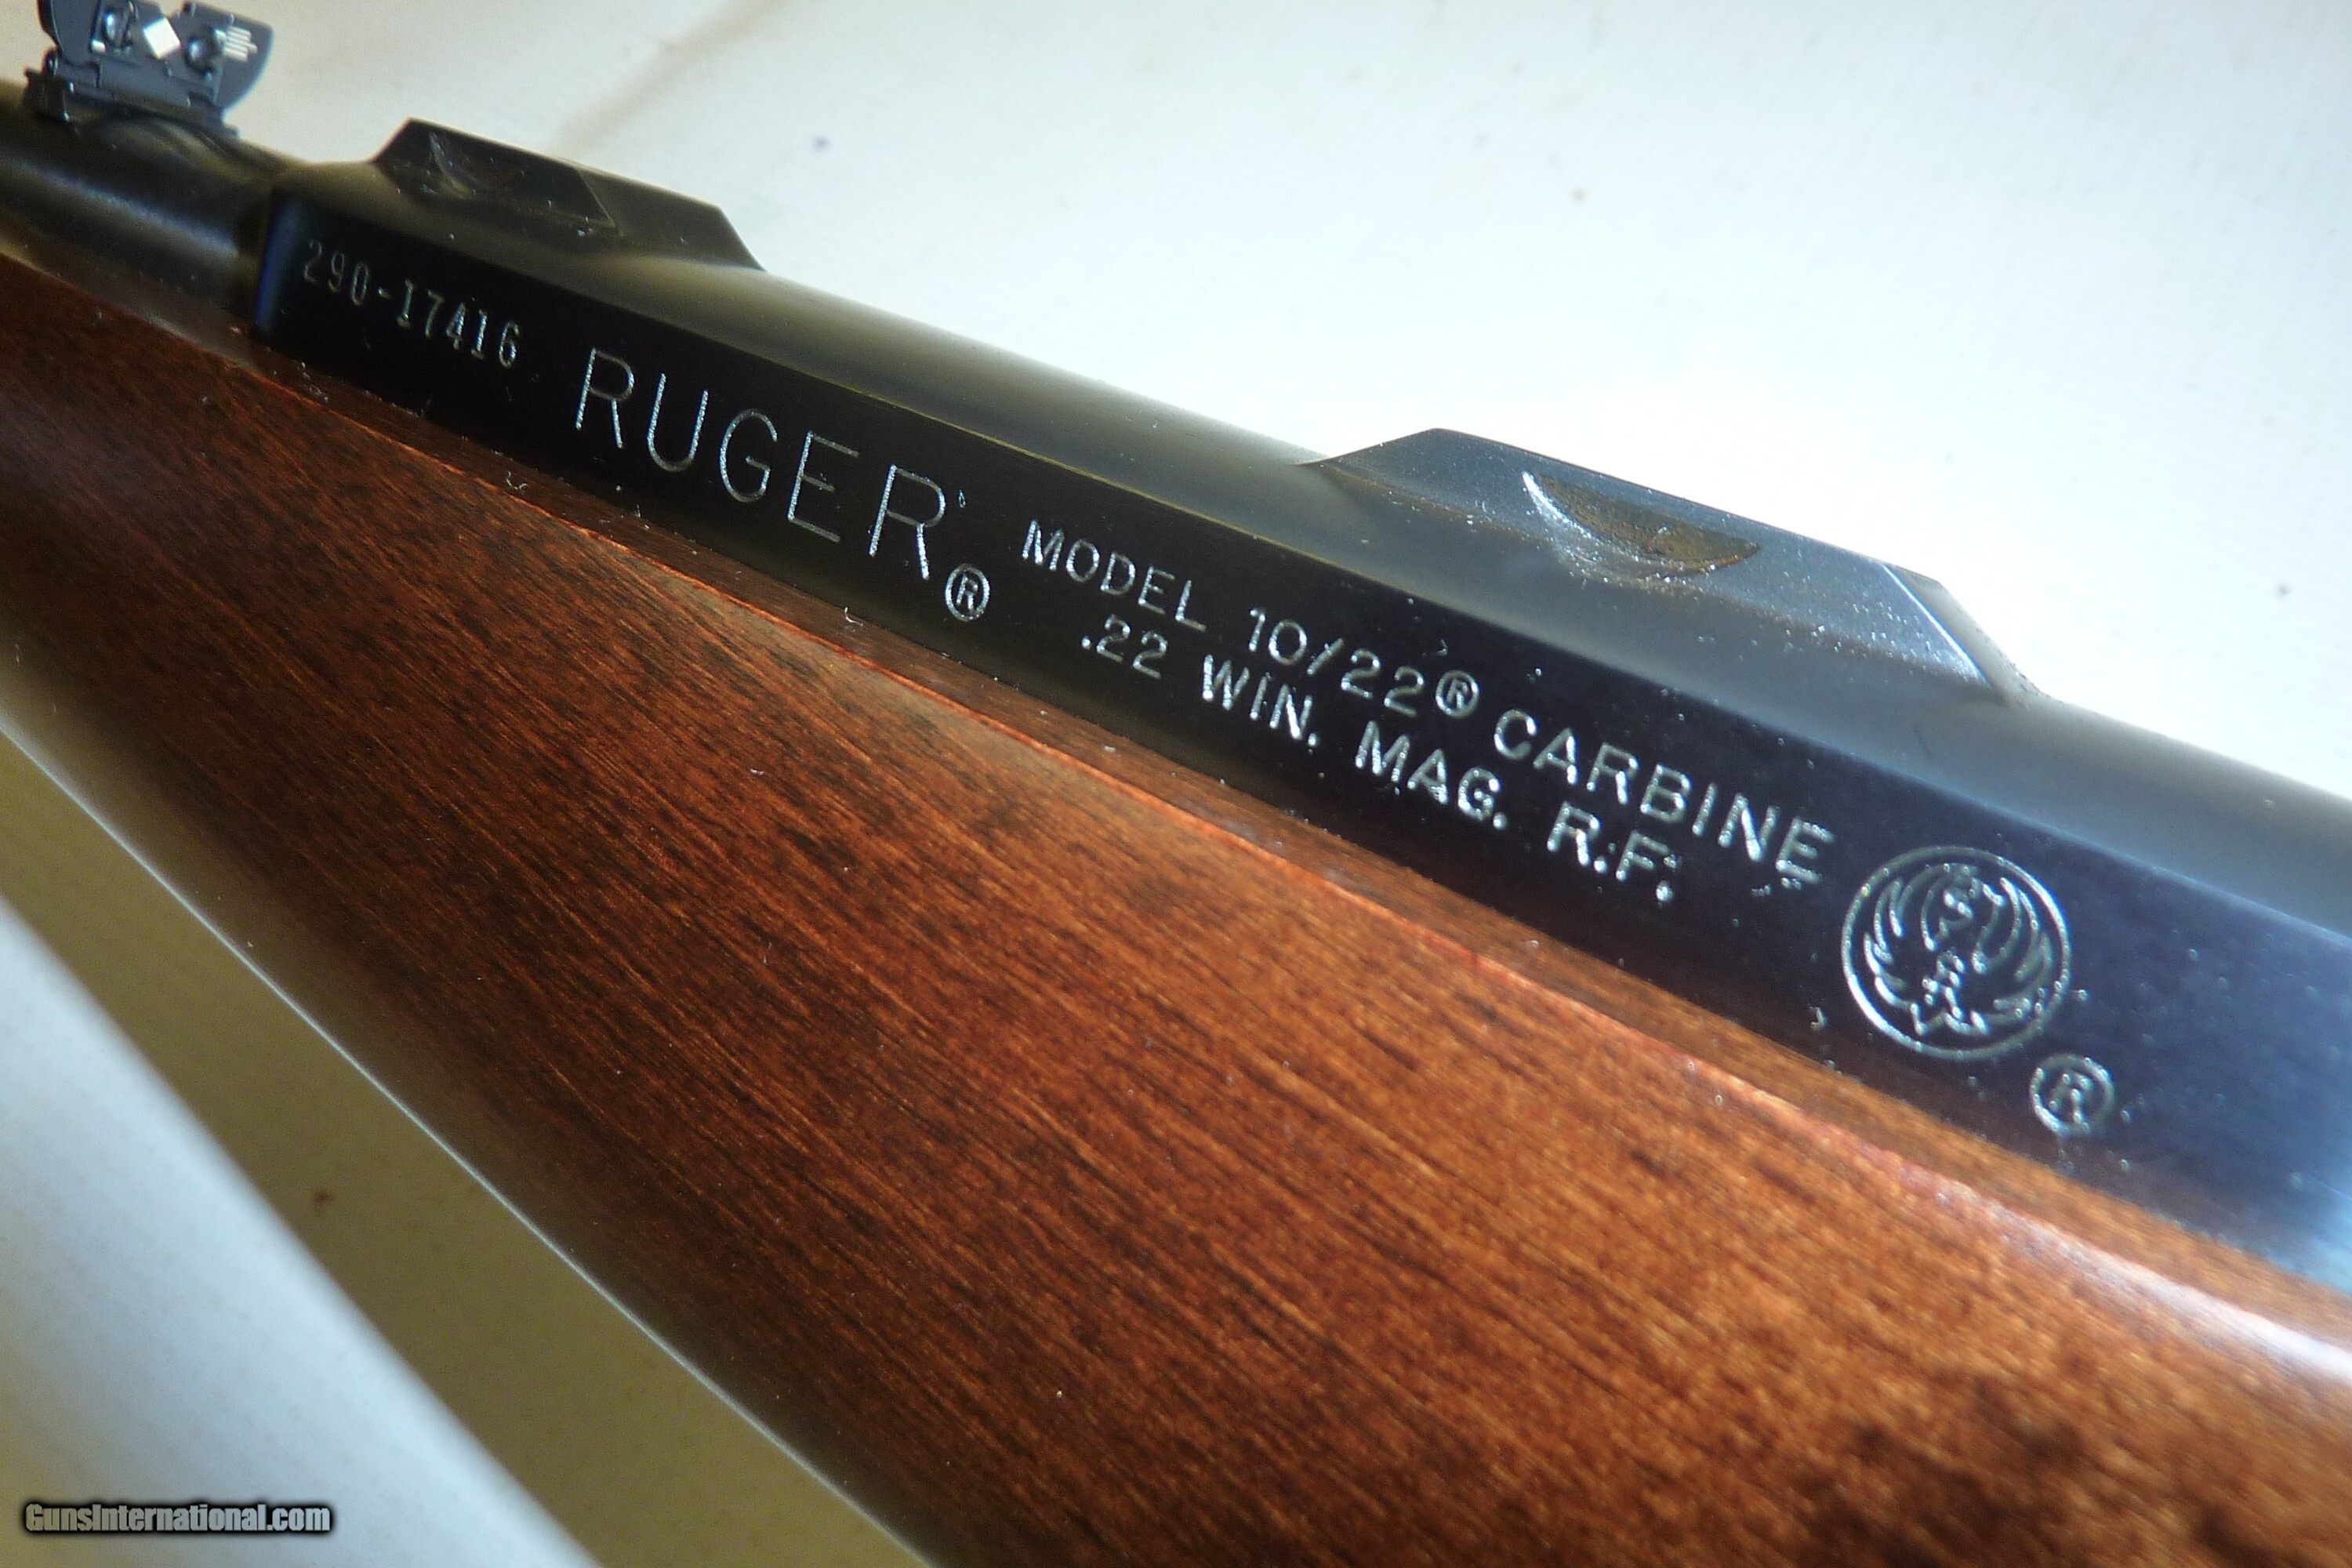 290-17416
RUGER®
MODEL 10/22® CARBINE
.22 WIN. MAG. R.F.
®
GunsInternational.com